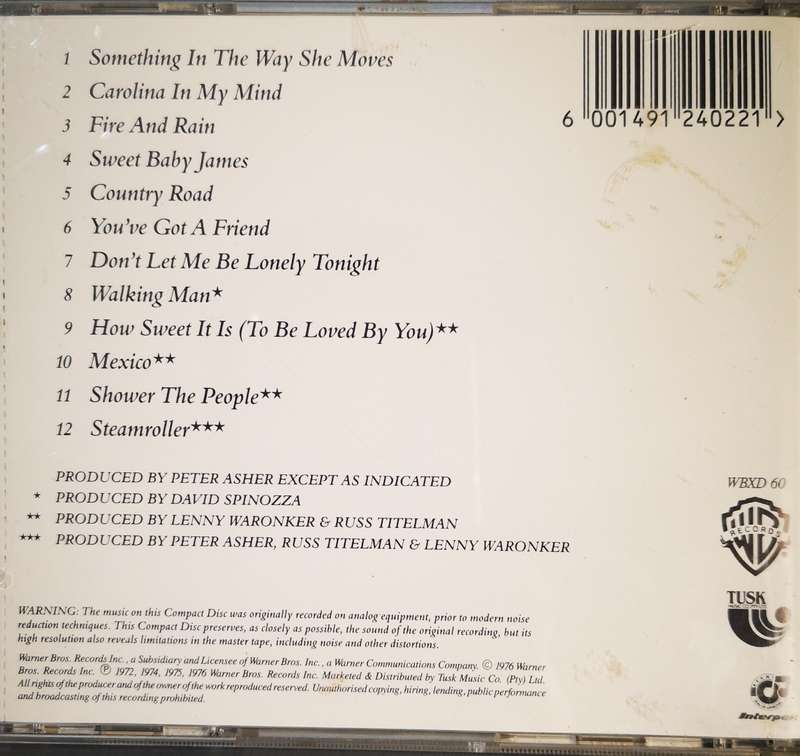 1 Something In The Way She Moves
2 Carolina In My Mind
3 Fire And Rain
4 Sweet Baby James
5 Country Road
6 You've Got A Friend
7 Don't Let Me Be Lonely Tonight
8 Walking Man★
9 How Sweet It Is (To Be Loved By You)★★
10 Mexico★★
11 Shower The People★★
12 Steamroller★★★
PRODUCED BY PETER ASHER EXCEPT AS INDICATED
★ PRODUCED BY DAVID SPINOZZA
★★ PRODUCED BY LENNY WARONKER & RUSS TITELMAN
★★★ PRODUCED BY PETER ASHER, RUSS TITELMAN & LENNY WARONKER
WARNING: The music on this Compact Disc was originally recorded on analog equipment, prior to modern noise
reduction techniques. This Compact Disc preserves, as closely as possible, the sound of the original recording, but its
high resolution also reveals limitations in the master tape, including noise and other distortions.
Warner Bros. Records Inc., a Subsidiary and Licensee of Warner Bros. Inc., a Warner Communications Company. © 1976 Warner
Bros. Records Inc. ℗ 1972, 1974, 1975, 1976 Warner Bros. Records Inc. Marketed & Distributed by Tusk Music Co. (Pty) Ltd.
All rights of the producer and of the owner of the work reproduced reserved. Unauthorised copying, hiring, lending, public performance
and broadcasting of this recording prohibited.
6 001491 240221 >
WBXD 60
WB
RECORDS
TUSK